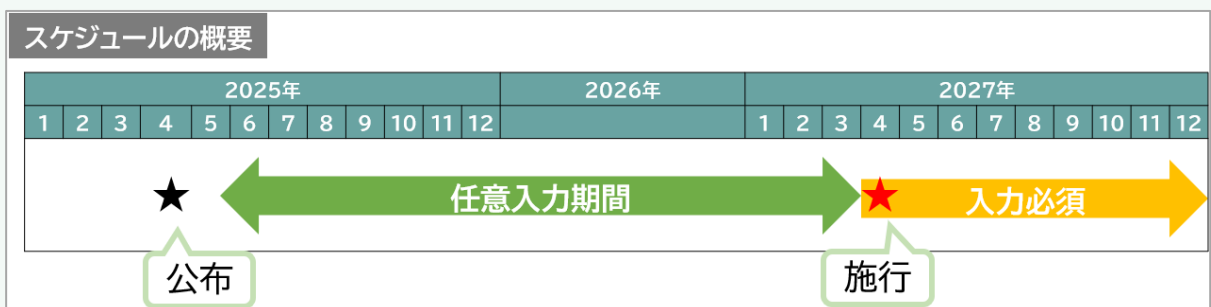 スケジュールの概要
2025年 2026年 2027年
1 2 3 4 5 6 7 8 9 10 11 12 1 2 3 4 5 6 7 8 9 10 11 12
★ 任意入力期間 ★ 入力必須
公布 施行